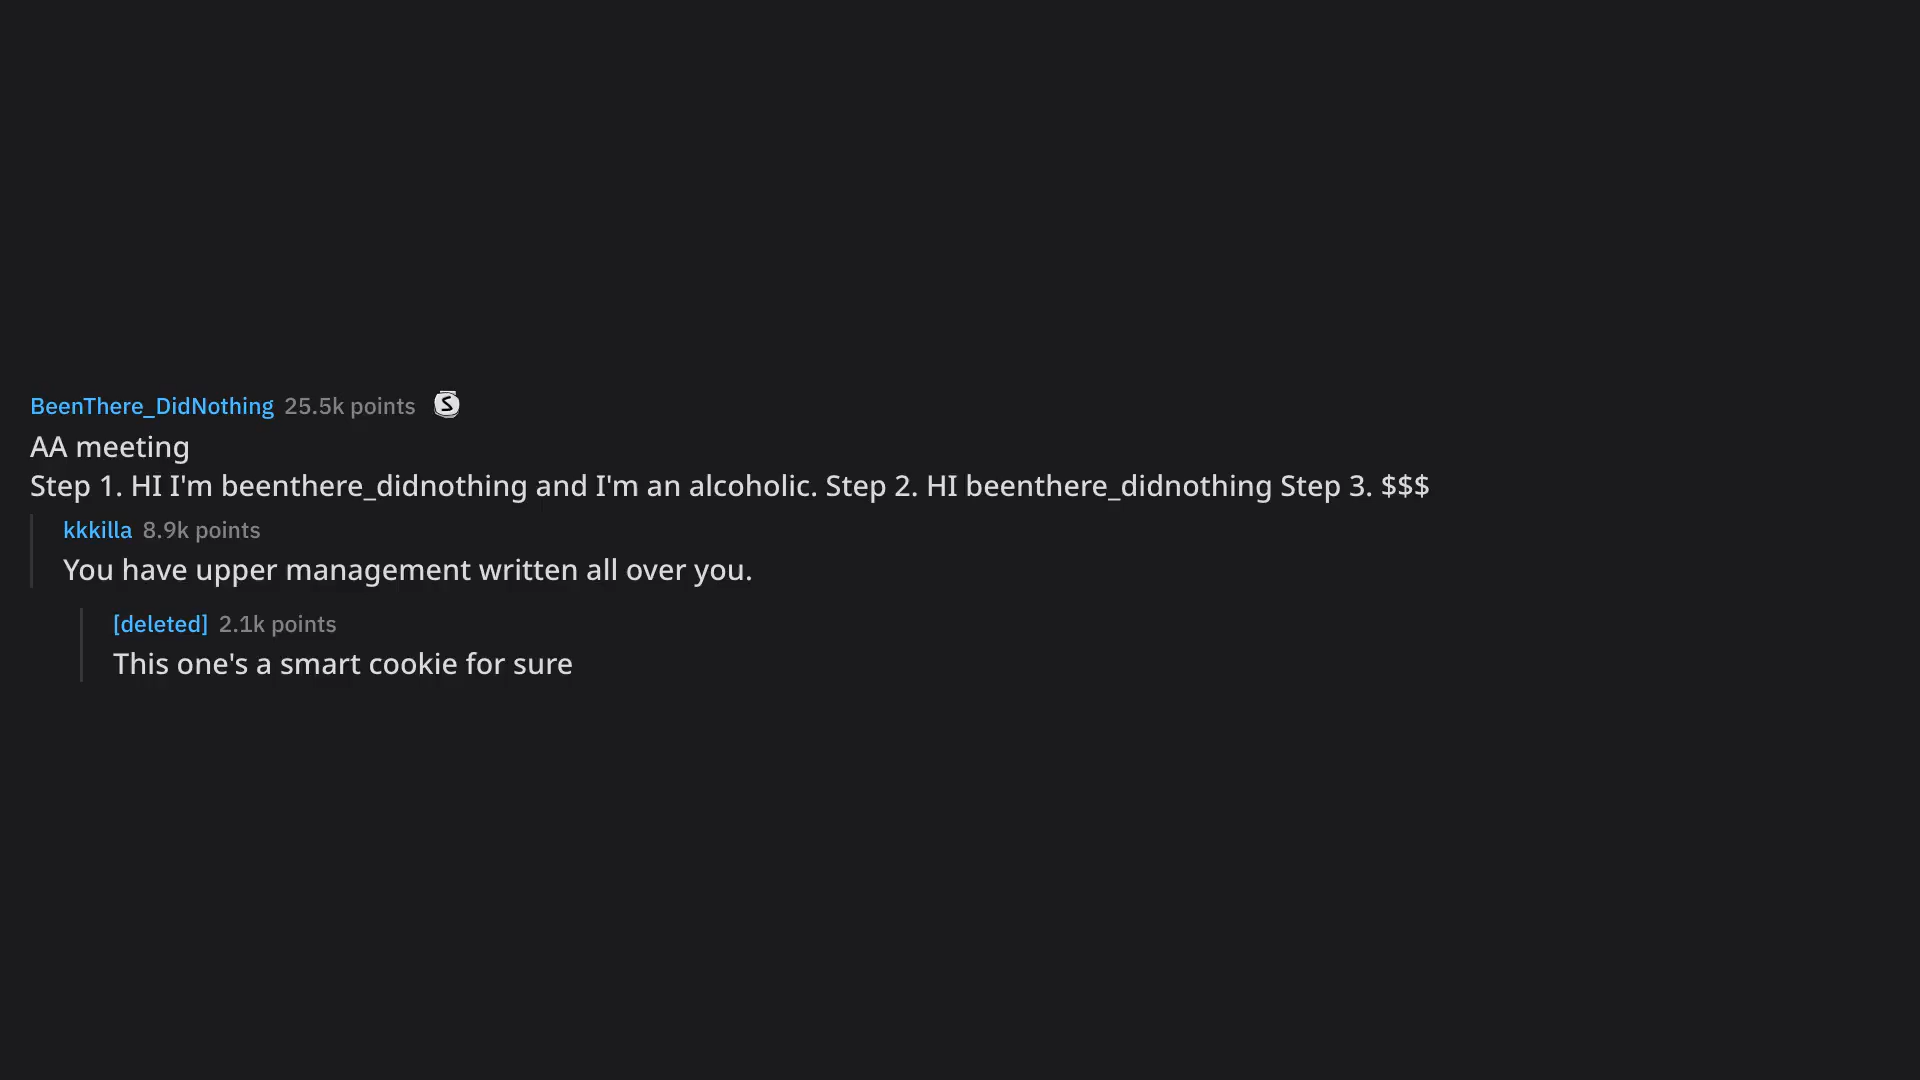 BeenThere_DidNothing 25.5k points S
AA meeting
Step 1. HI I'm beenthere_didnothing and I'm an alcoholic. Step 2. HI beenthere_didnothing Step 3. $$$
kkkilla 8.9k points
You have upper management written all over you.
[deleted] 2.1k points
This one's a smart cookie for sure